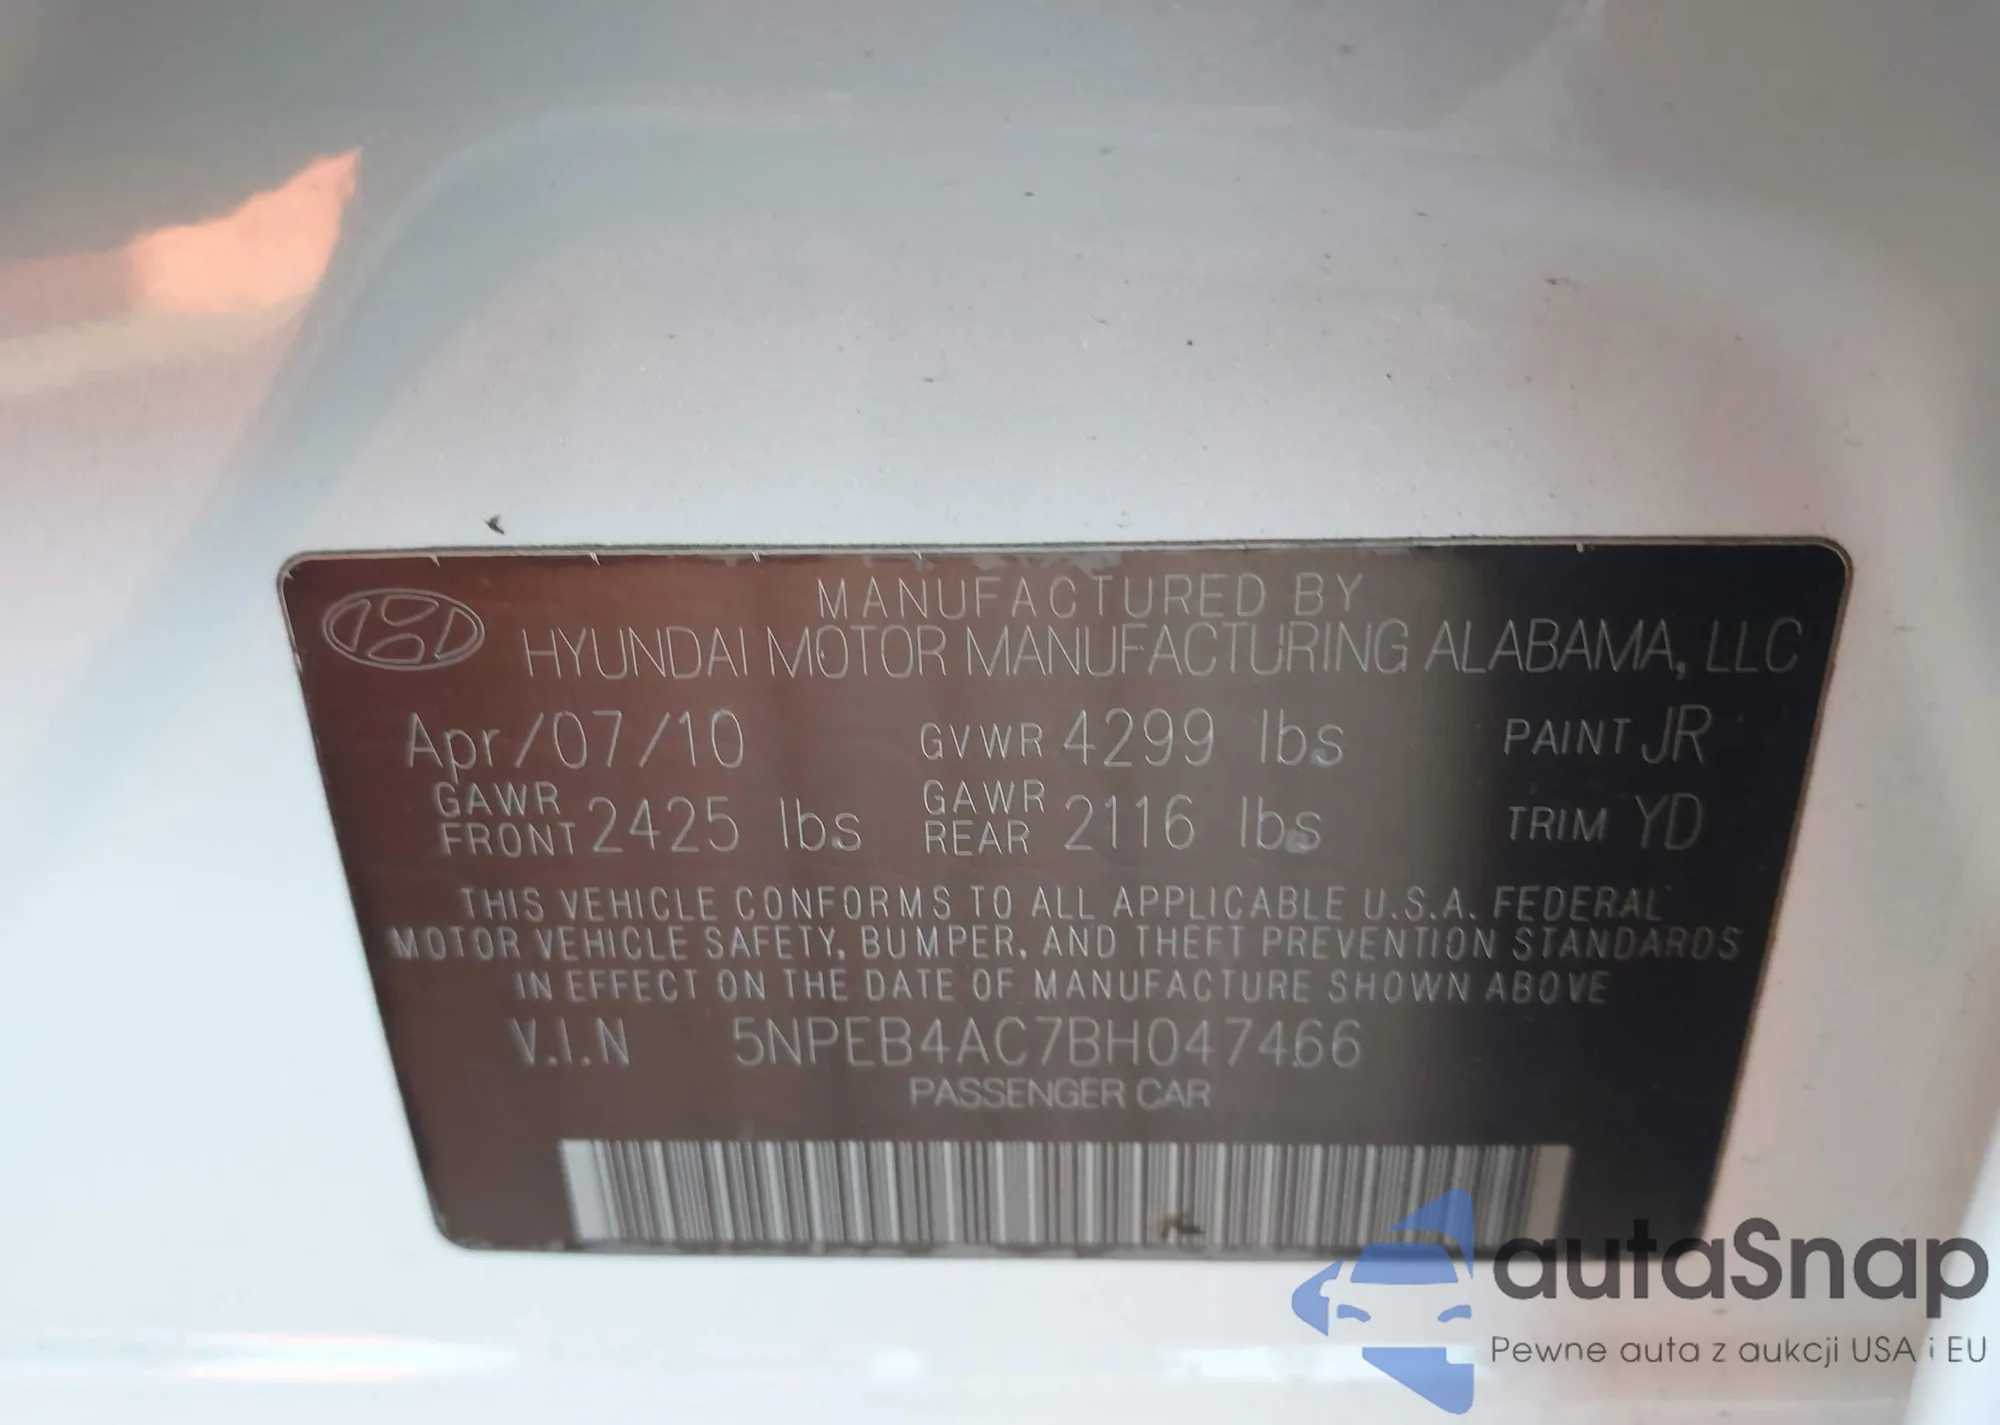 MANUFACTURED BY
HYUNDAI MOTOR MANUFACTURING ALABAMA, LLC
Apr/07/10 GVWR 4299 lbs PAINT JR
GAWR FRONT 2425 lbs GAWR REAR 2116 lbs TRIM YD
THIS VEHICLE CONFORMS TO ALL APPLICABLE U.S.A. FEDERAL
MOTOR VEHICLE SAFETY, BUMPER, AND THEFT PREVENTION STANDARDS
IN EFFECT ON THE DATE OF MANUFACTURE SHOWN ABOVE
V.I.N 5NPEB4AC7BH047466
PASSENGER CAR
autaSnap
Pewne auta z aukcji USA i EU